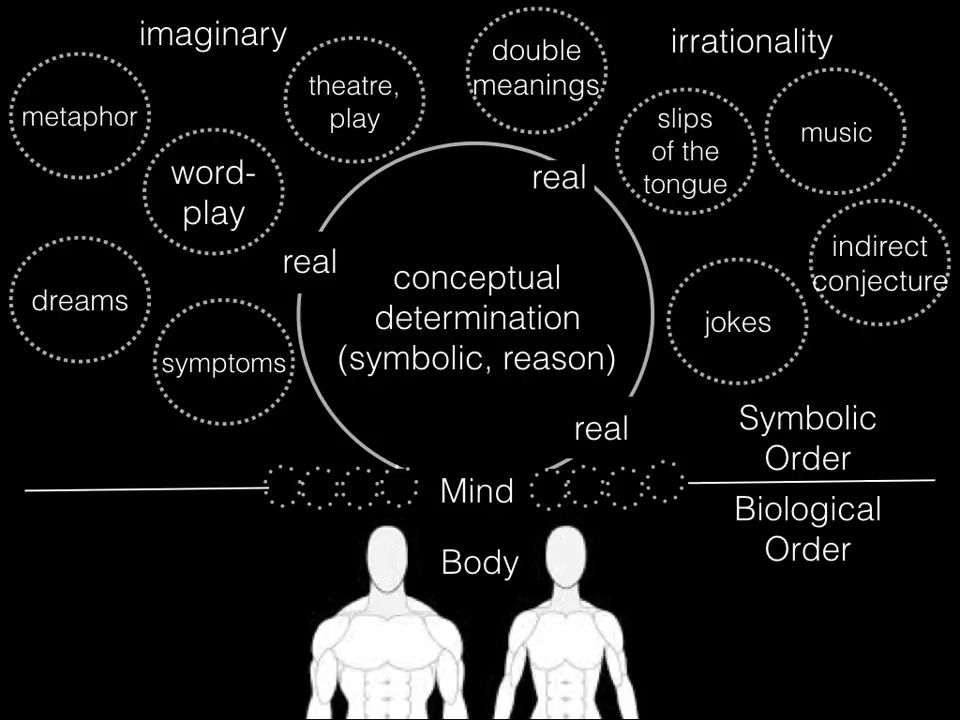 imaginary
irrationality
metaphor
theatre,
play
double
meanings
slips
of the
tongue
music
word-
play
real
real
dreams
symptoms
conceptual
determination
(symbolic, reason)
indirect
conjecture
jokes
real
Symbolic
Order
Mind
Biological
Order
Body